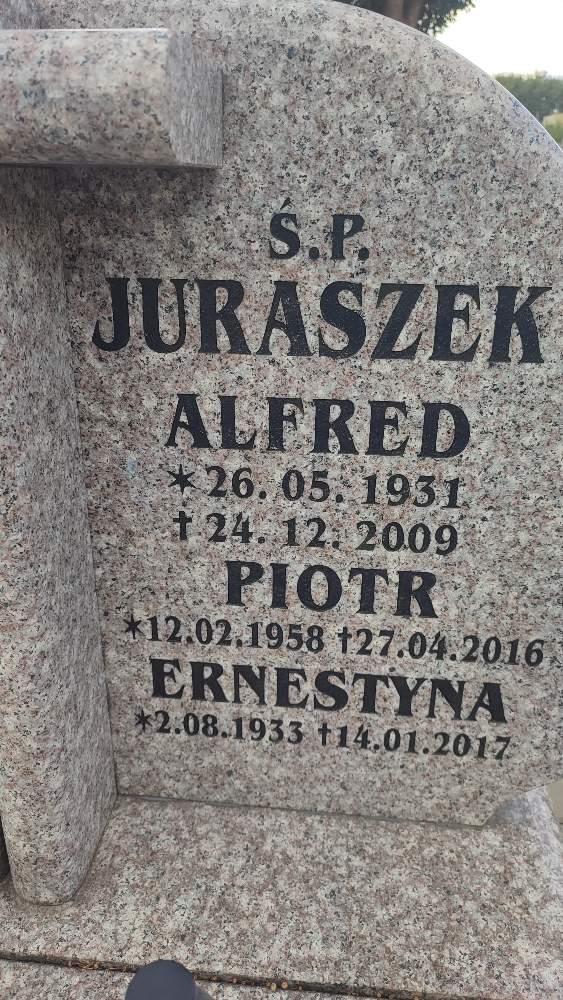 Ś.P.
JURASZEK
ALFRED
* 26. 05. 1931
† 24. 12. 2009
PIOTR
*12.02.1958 †27.04.2016
ERNESTYNA
*2.08.1933 †14.01.2017